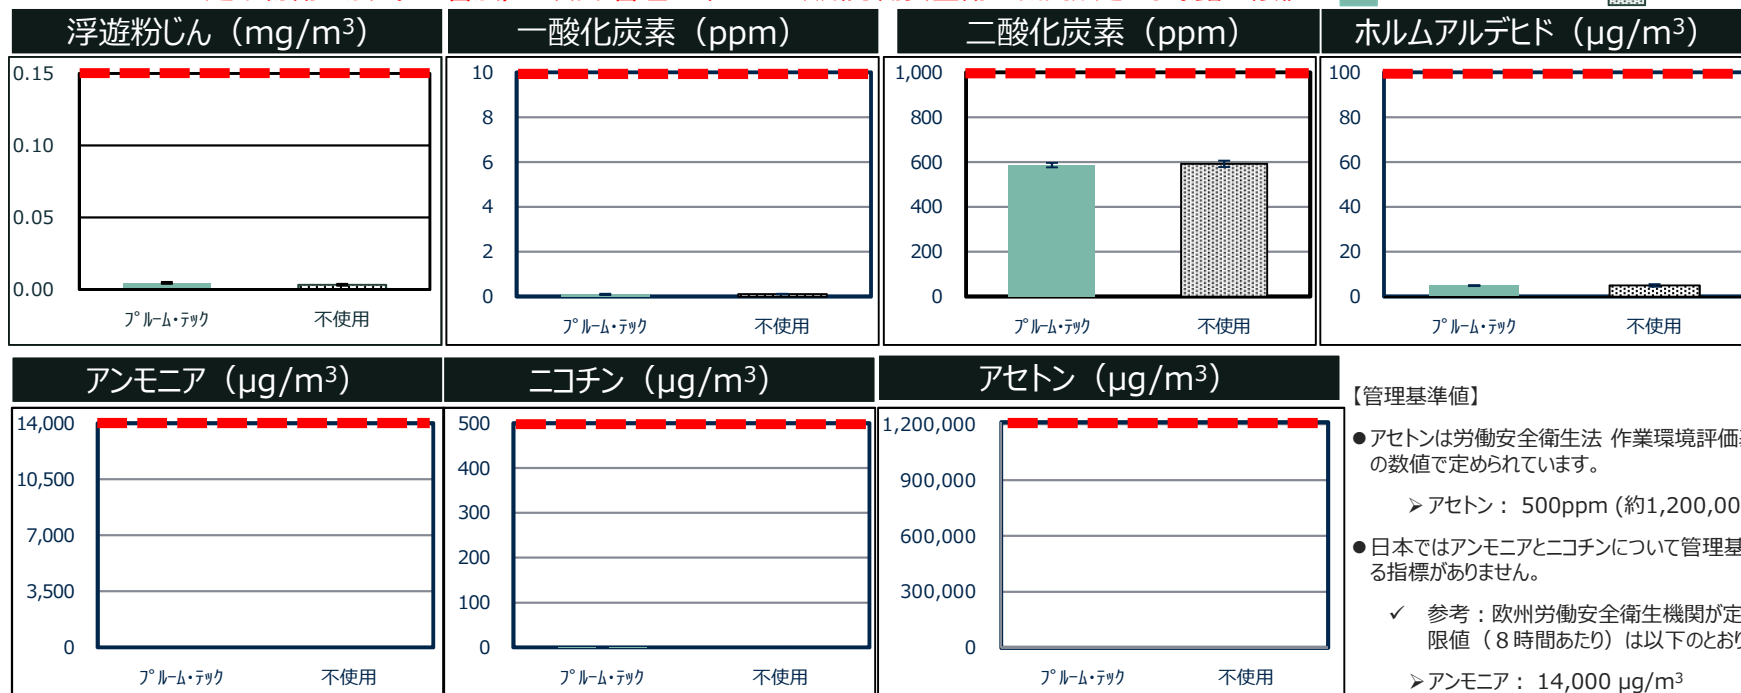 浮遊粉じん（mg/m³）
一酸化炭素（ppm）
二酸化炭素（ppm）
ホルムアルデヒド（μg/m³）
0.15
0.10
0.05
0.00
ﾌﾟﾙｰﾑ・ﾃｯｸ
不使用
10
8
6
4
2
0
ﾌﾟﾙｰﾑ・ﾃｯｸ
不使用
1,000
800
600
400
200
0
ﾌﾟﾙｰﾑ・ﾃｯｸ
不使用
100
80
60
40
20
0
ﾌﾟﾙｰﾑ・ﾃｯｸ
不使用
アンモニア（μg/m³）
ニコチン（μg/m³）
アセトン（μg/m³）
14,000
10,500
7,000
3,500
0
ﾌﾟﾙｰﾑ・ﾃｯｸ
不使用
500
400
300
200
100
0
ﾌﾟﾙｰﾑ・ﾃｯｸ
不使用
1,200,000
900,000
600,000
300,000
0
ﾌﾟﾙｰﾑ・ﾃｯｸ
不使用
【管理基準値】
●アセトンは労働安全衛生法 作業環境評価
の数値で定められています。
➢アセトン： 500ppm (約1,200,00
●日本ではアンモニアとニコチンについて管理基
る指標がありません。
✓ 参考：欧州労働安全衛生機関が定
限値（８時間あたり）は以下のとおり
➢アンモニア： 14,000 μg/m³